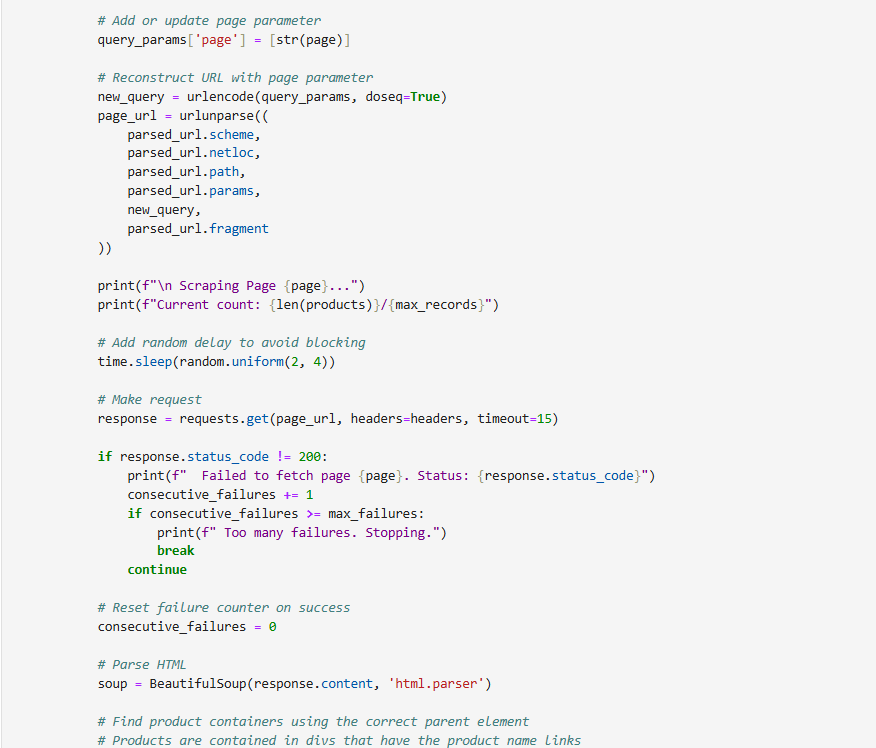 # Add or update page parameter
query_params['page'] = [str(page)]
# Reconstruct URL with page parameter
new_query = urlencode(query_params, doseq=True)
page_url = urlunparse((
    parsed_url.scheme,
    parsed_url.netloc,
    parsed_url.path,
    parsed_url.params,
    new_query,
    parsed_url.fragment
))
print(f"\n Scraping Page {page}...")
print(f"Current count: {len(products)}/{max_records}")
# Add random delay to avoid blocking
time.sleep(random.uniform(2, 4))
# Make request
response = requests.get(page_url, headers=headers, timeout=15)
if response.status_code != 200:
    print(f"  Failed to fetch page {page}. Status: {response.status_code}")
    consecutive_failures += 1
    if consecutive_failures >= max_failures:
        print(f" Too many failures. Stopping.")
        break
    continue
# Reset failure counter on success
consecutive_failures = 0
# Parse HTML
soup = BeautifulSoup(response.content, 'html.parser')
# Find product containers using the correct parent element
# Products are contained in divs that have the product name links